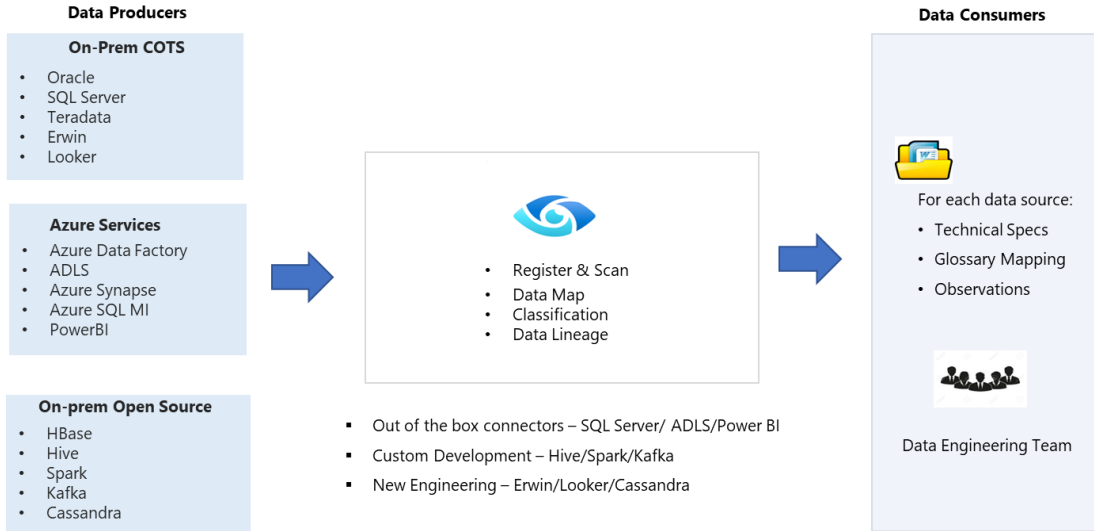 Data Producers
On-Prem COTS
• Oracle
• SQL Server
• Teradata
• Erwin
• Looker
Azure Services
• Azure Data Factory
• ADLS
• Azure Synapse
• Azure SQL MI
• PowerBI
On-prem Open Source
• HBase
• Hive
• Spark
• Kafka
• Cassandra
• Register & Scan
• Data Map
• Classification
• Data Lineage
▪ Out of the box connectors – SQL Server/ ADLS/Power BI
▪ Custom Development – Hive/Spark/Kafka
▪ New Engineering – Erwin/Looker/Cassandra
Data Consumers
W
For each data source:
• Technical Specs
• Glossary Mapping
• Observations
Data Engineering Team